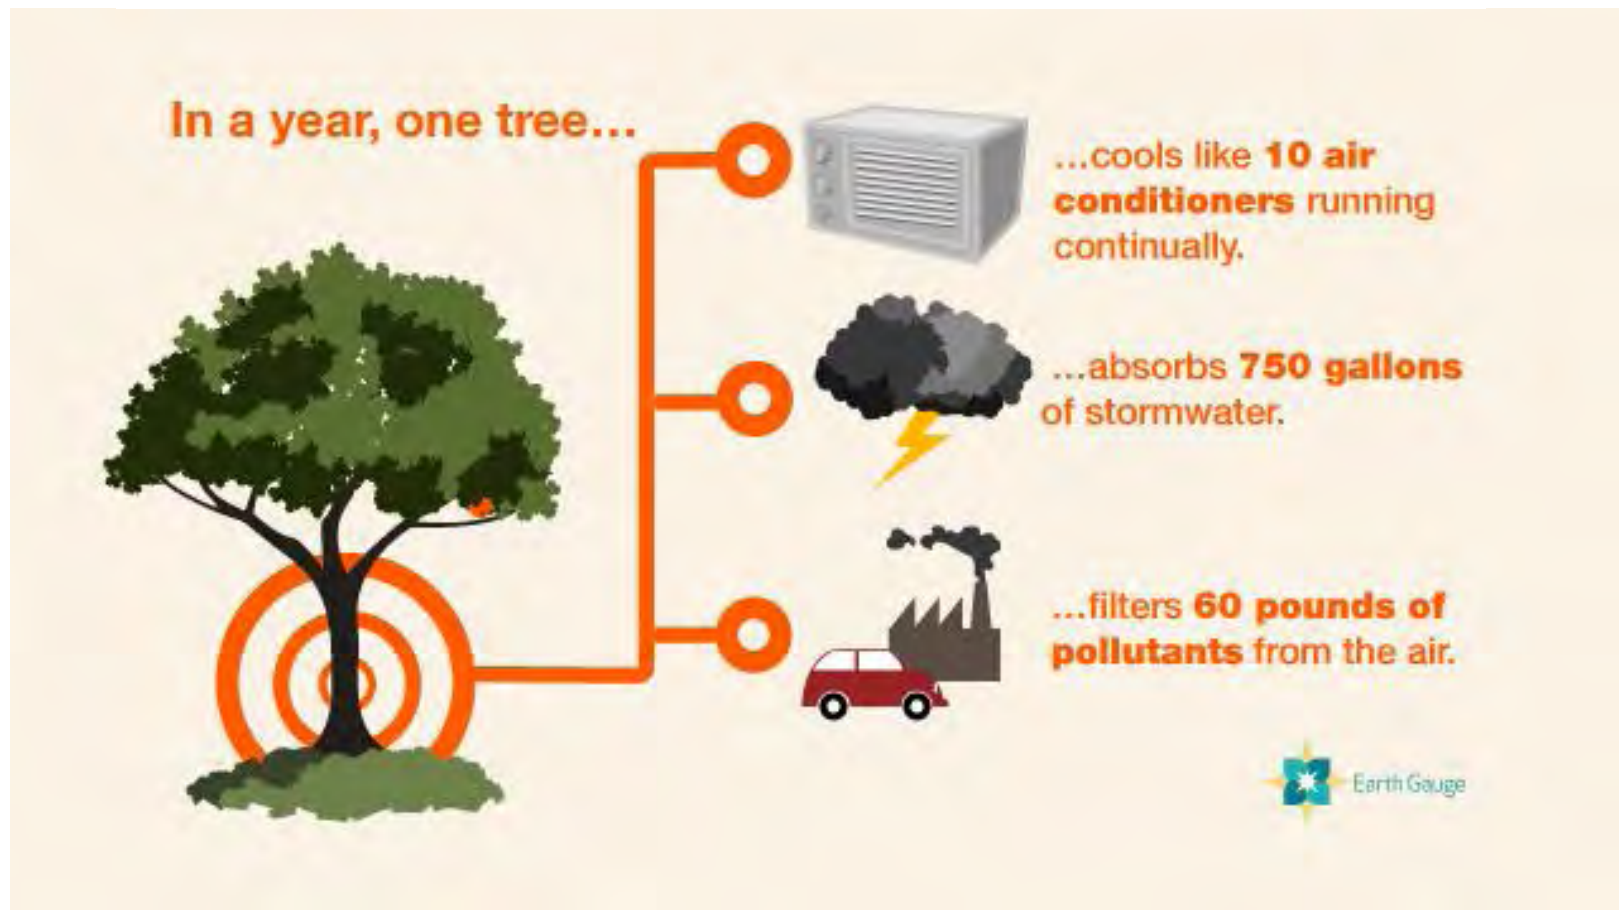 In a year, one tree...
...cools like 10 air
conditioners running
continually.
...absorbs 750 gallons
of stormwater.
...filters 60 pounds of
pollutants from the air.
Earth Gauge